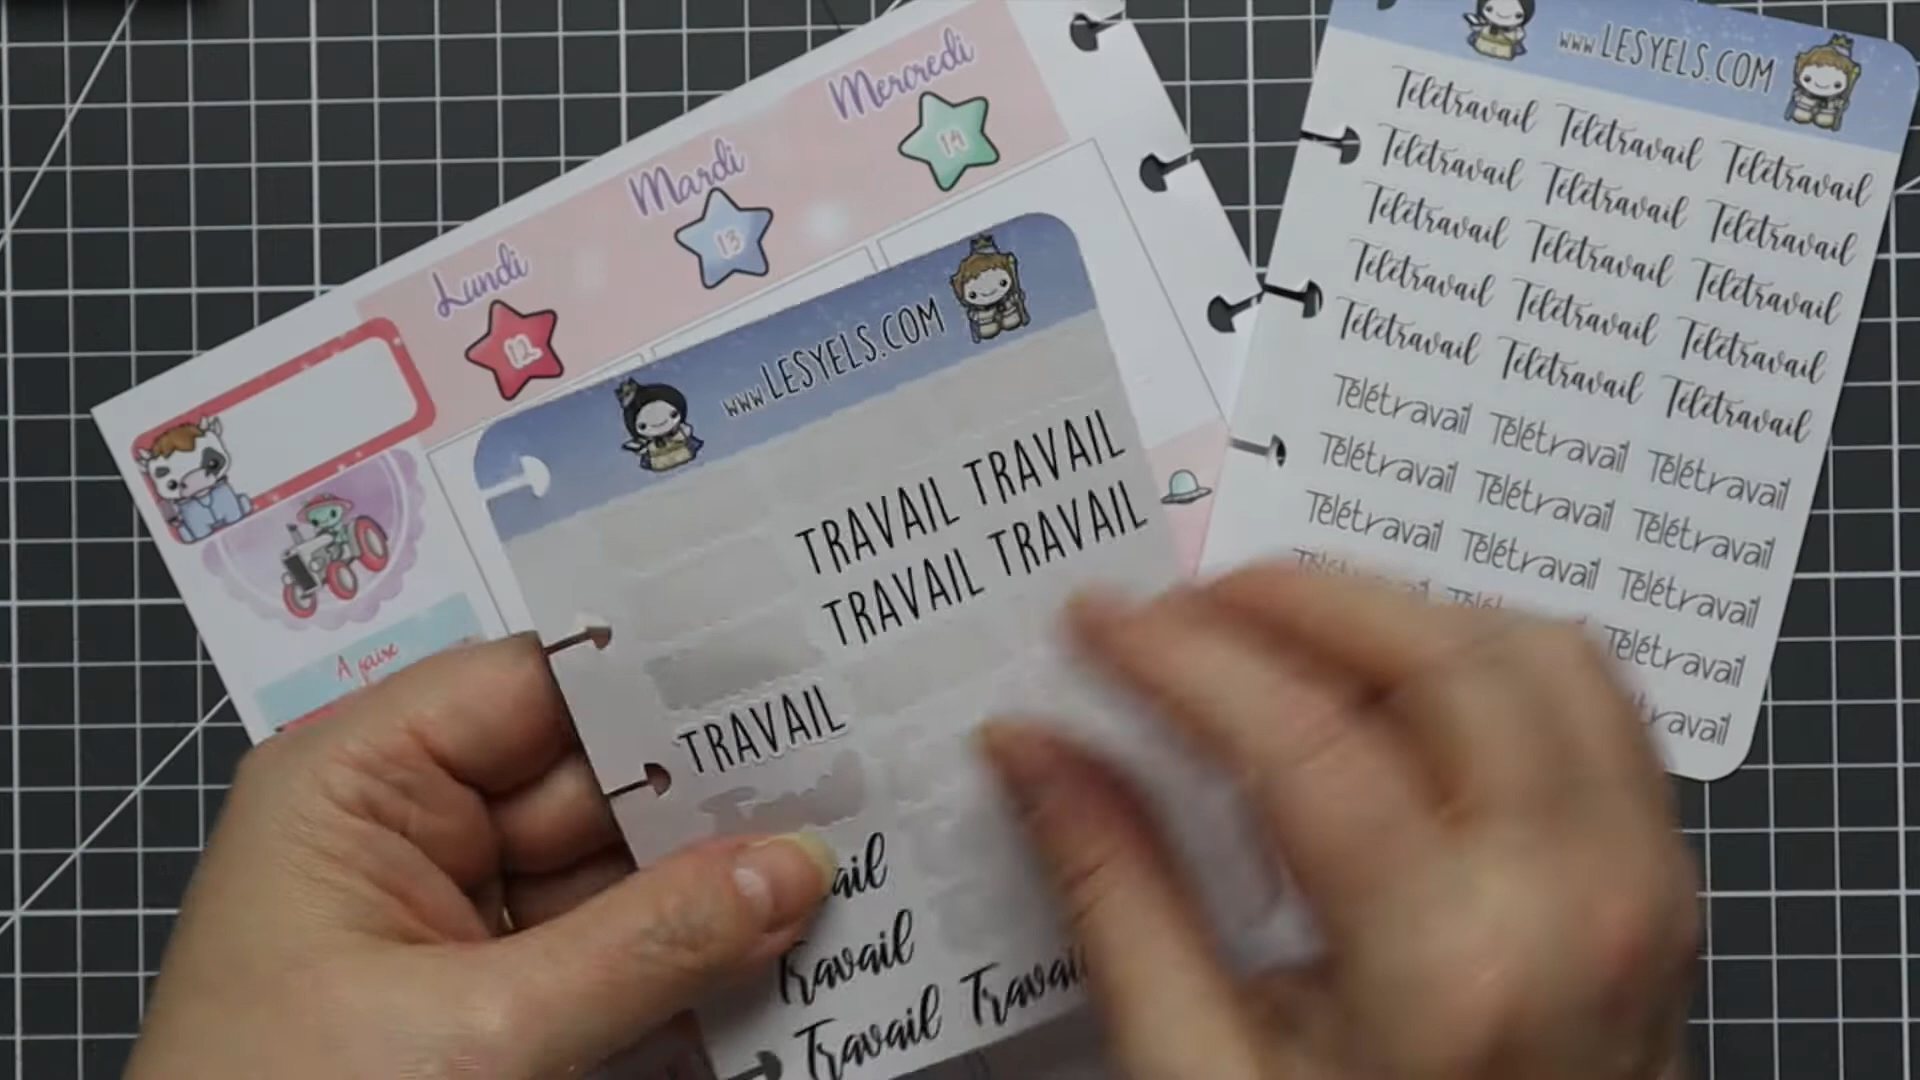 Lundi Mardi Mercredi
12 13 14
A faire
www.LESYELS.COM
TRAVAIL TRAVAIL
TRAVAIL TRAVAIL
TRAVAIL
Travail
Travail Travail
www.LESYELS.COM
Télétravail Télétravail Télétravail
Télétravail Télétravail Télétravail
Télétravail Télétravail Télétravail
Télétravail Télétravail Télétravail
Télétravail Télétravail Télétravail
Télétravail Télétravail Télétravail
Télétravail Télétravail Télétravail
Télétravail Télétravail Télétravail
Télétravail